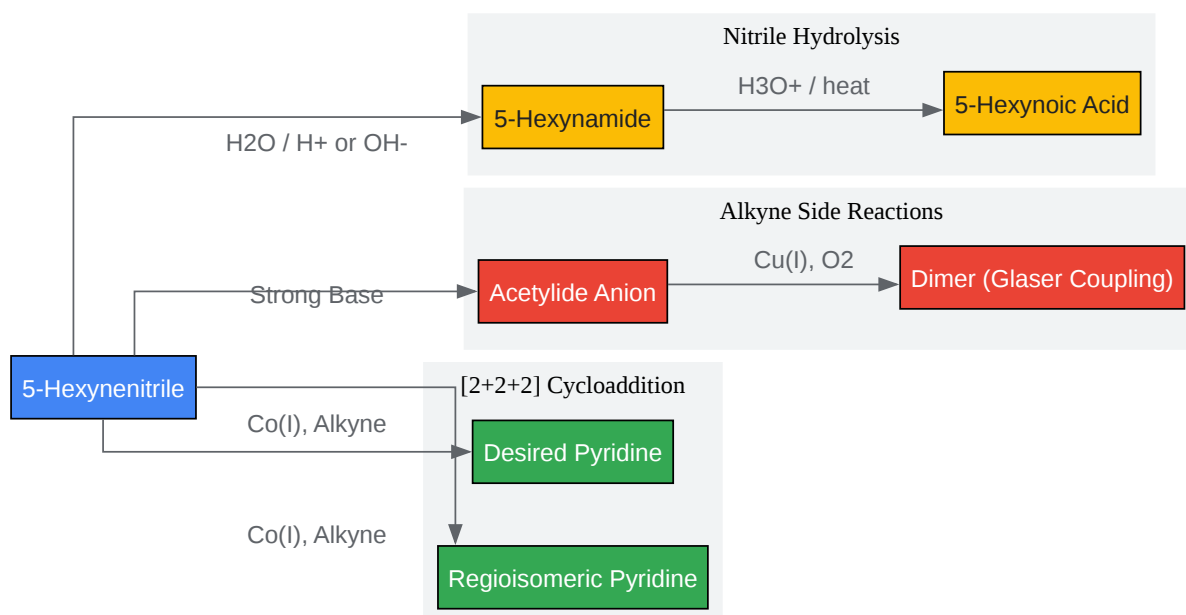 Nitrile Hydrolysis
H3O+ / heat
5-Hexynamide
5-Hexynoic Acid
H2O / H+ or OH-
Alkyne Side Reactions
Cu(I), O2
Strong Base
Acetylide Anion
Dimer (Glaser Coupling)
5-Hexynenitrile
[2+2+2] Cycloaddition
Co(I), Alkyne
Desired Pyridine
Co(I), Alkyne
Regioisomeric Pyridine